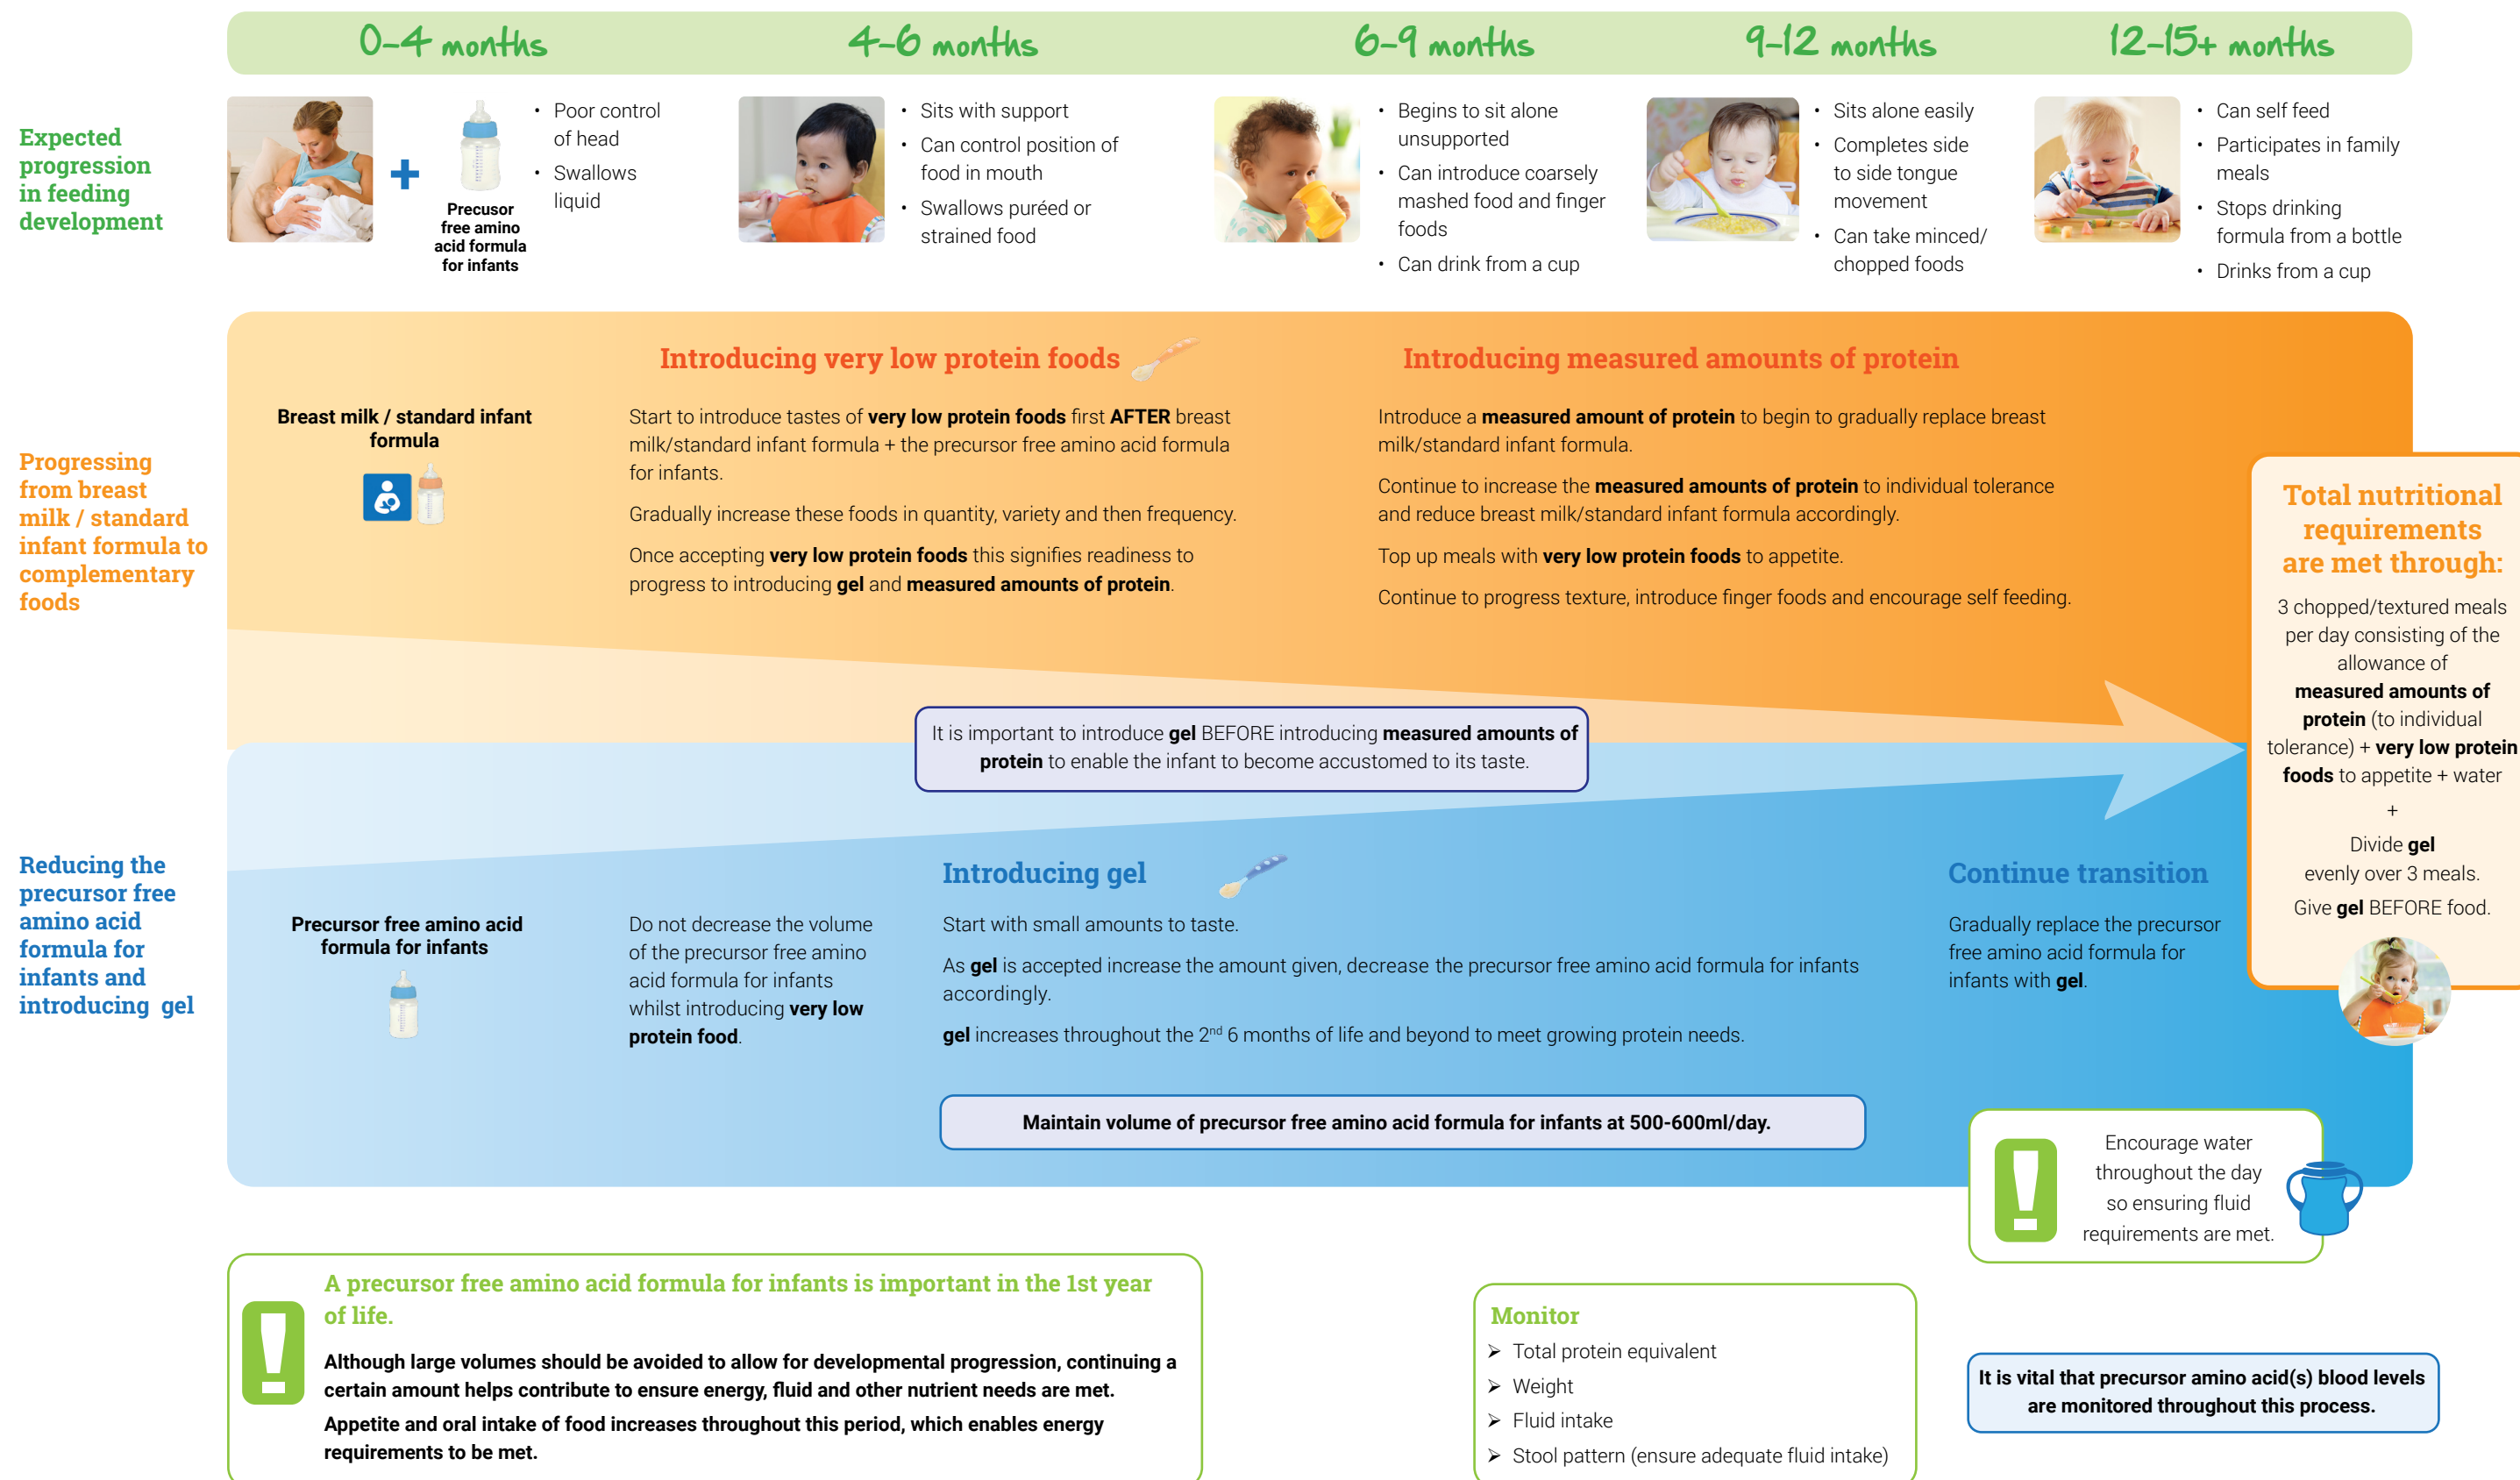 0-4 months
4-6 months
6-9 months
9-12 months
12-15+ months
Expected
progression
in feeding
development
+
Precusor
free amino
acid formula
for infants
• Poor control
of head
• Swallows
liquid
• Sits with support
• Can control position of
food in mouth
• Swallows puréed or
strained food
• Begins to sit alone
unsupported
• Can introduce coarsely
mashed food and finger
foods
• Can drink from a cup
• Sits alone easily
• Completes side
to side tongue
movement
• Can take minced/
chopped foods
• Can self feed
• Participates in family
meals
• Stops drinking
formula from a bottle
• Drinks from a cup
Progressing
from breast
milk / standard
infant formula to
complementary
foods
Breast milk / standard infant
formula
Introducing very low protein foods
Start to introduce tastes of very low protein foods first AFTER breast
milk/standard infant formula + the precursor free amino acid formula
for infants.
Gradually increase these foods in quantity, variety and then frequency.
Once accepting very low protein foods this signifies readiness to
progress to introducing gel and measured amounts of protein.
Introducing measured amounts of protein
Introduce a measured amount of protein to begin to gradually replace breast
milk/standard infant formula.
Continue to increase the measured amounts of protein to individual tolerance
and reduce breast milk/standard infant formula accordingly.
Top up meals with very low protein foods to appetite.
Continue to progress texture, introduce finger foods and encourage self feeding.
It is important to introduce gel BEFORE introducing measured amounts of
protein to enable the infant to become accustomed to its taste.
Total nutritional
requirements
are met through:
3 chopped/textured meals
per day consisting of the
allowance of
measured amounts of
protein (to individual
tolerance) + very low protein
foods to appetite + water
+
Divide gel
evenly over 3 meals.
Give gel BEFORE food.
Reducing the
precursor free
amino acid
formula for
infants and
introducing gel
Precursor free amino acid
formula for infants
Do not decrease the volume
of the precursor free amino
acid formula for infants
whilst introducing very low
protein food.
Introducing gel
Start with small amounts to taste.
As gel is accepted increase the amount given, decrease the precursor free amino acid formula for infants
accordingly.
gel increases throughout the 2nd 6 months of life and beyond to meet growing protein needs.
Maintain volume of precursor free amino acid formula for infants at 500-600ml/day.
Continue transition
Gradually replace the precursor
free amino acid formula for
infants with gel.
Encourage water
throughout the day
so ensuring fluid
requirements are met.
A precursor free amino acid formula for infants is important in the 1st year
of life.
Although large volumes should be avoided to allow for developmental progression, continuing a
certain amount helps contribute to ensure energy, fluid and other nutrient needs are met.
Appetite and oral intake of food increases throughout this period, which enables energy
requirements to be met.
Monitor
➢ Total protein equivalent
➢ Weight
➢ Fluid intake
➢ Stool pattern (ensure adequate fluid intake)
It is vital that precursor amino acid(s) blood levels
are monitored throughout this process.